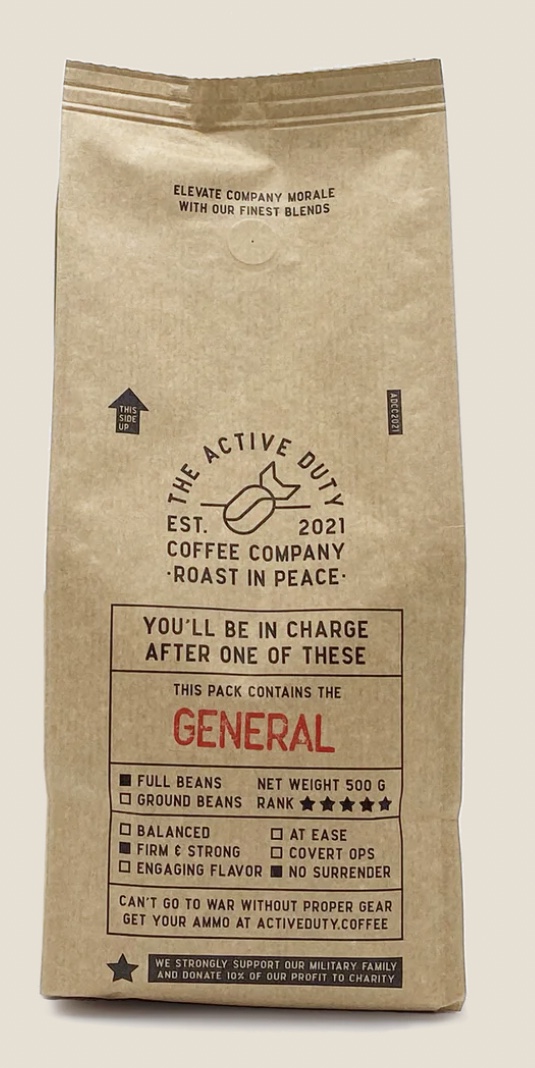 ELEVATE COMPANY MORALE
WITH OUR FINEST BLENDS
THIS
SIDE
UP
ADCC2021
THE ACTIVE DUTY
EST. 2021
COFFEE COMPANY
·ROAST IN PEACE·
YOU'LL BE IN CHARGE
AFTER ONE OF THESE
THIS PACK CONTAINS THE
GENERAL
FULL BEANS NET WEIGHT 500 G
GROUND BEANS RANK
BALANCED AT EASE
FIRM & STRONG COVERT OPS
ENGAGING FLAVOR NO SURRENDER
CAN'T GO TO WAR WITHOUT PROPER GEAR
GET YOUR AMMO AT ACTIVEDUTY.COFFEE
WE STRONGLY SUPPORT OUR MILITARY FAMILY
AND DONATE 10% OF OUR PROFIT TO CHARITY